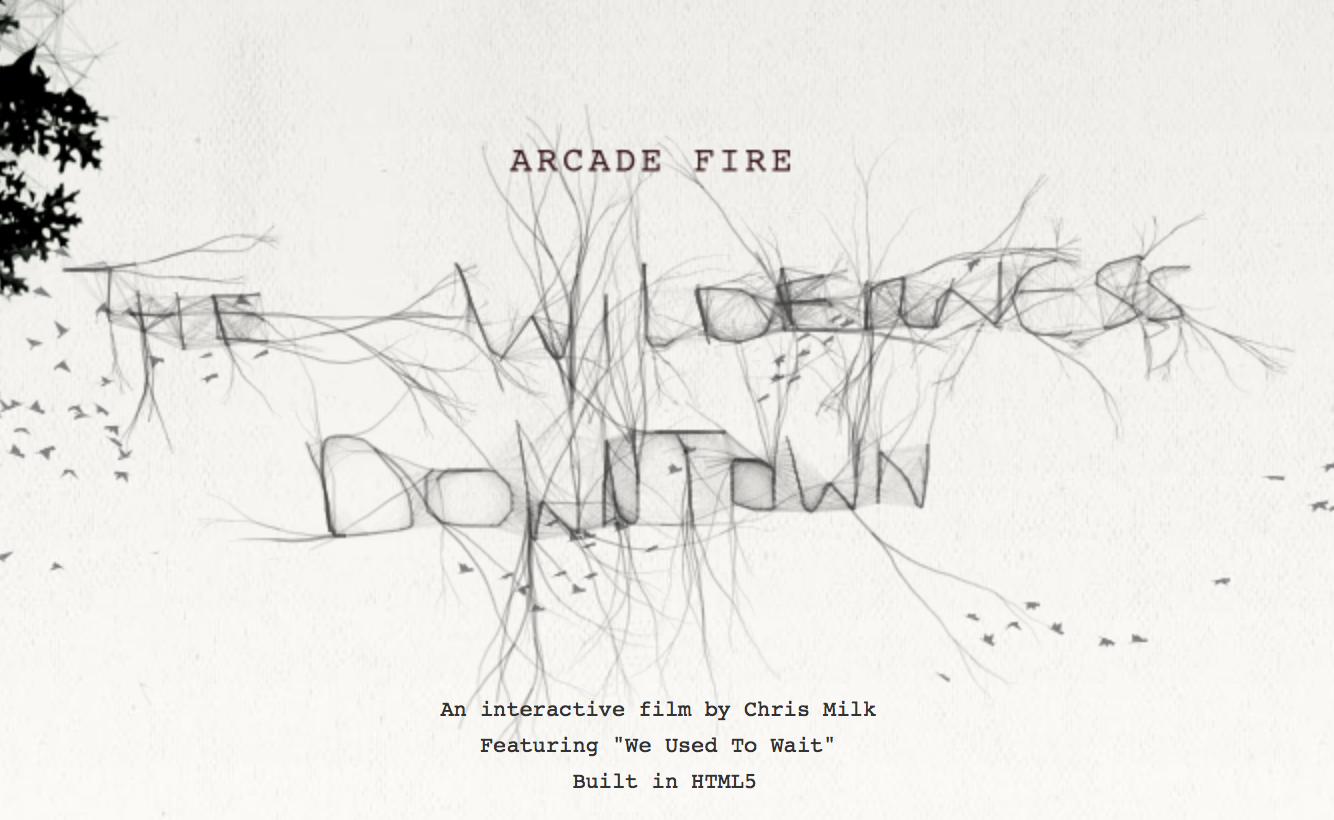 ARCADE FIRE
THE WILDERNESS
DOWNTOWN
An interactive film by Chris Milk
Featuring "We Used To Wait"
Built in HTML5